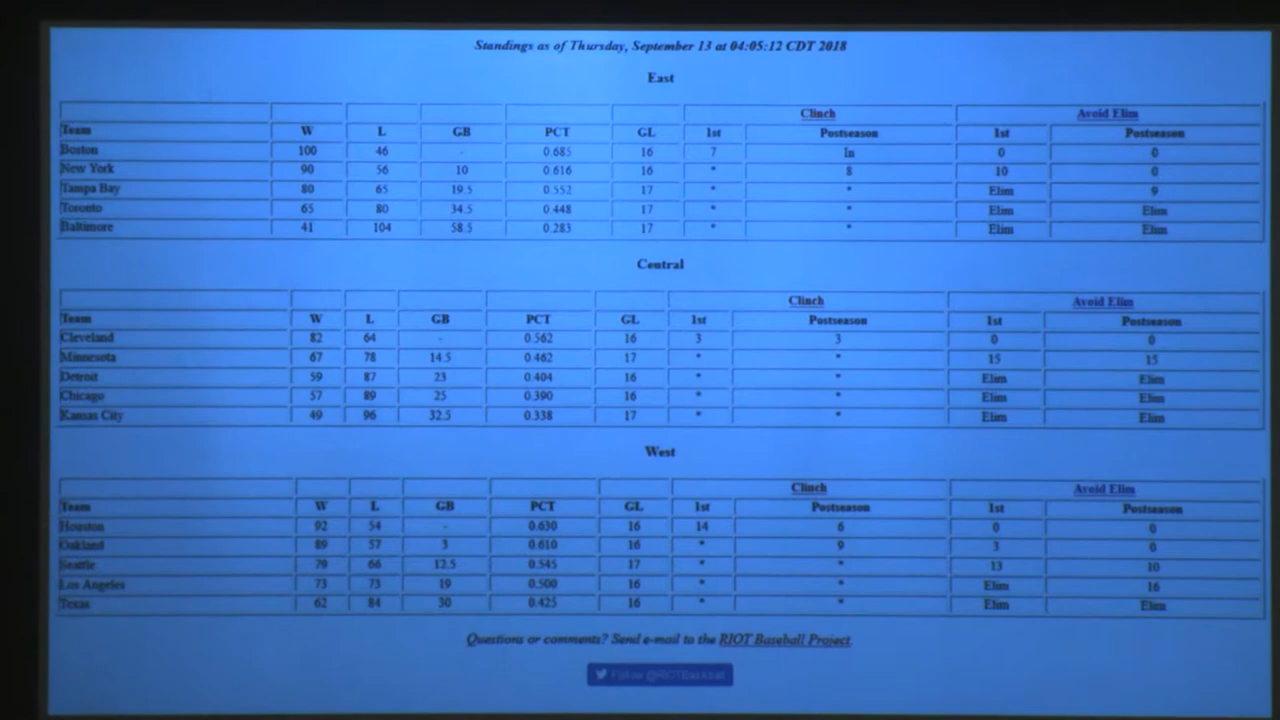 Standings as of Thursday, September 13 at 04:05:12 CDT 2018
East
Clinch Avoid Elim
Team W L GB PCT GL 1st Postseason 1st Postseason
Boston 100 46 - 0.685 16 7 In 0 0
New York 90 56 10 0.616 16 * 8 10 0
Tampa Bay 80 65 19.5 0.552 17 * * Elim 9
Toronto 65 80 34.5 0.448 17 * * Elim Elim
Baltimore 41 104 58.5 0.283 17 * * Elim Elim
Central
Clinch Avoid Elim
Team W L GB PCT GL 1st Postseason 1st Postseason
Cleveland 82 64 - 0.562 16 3 3 0 0
Minnesota 67 78 14.5 0.462 17 * * 15 15
Detroit 59 87 23 0.404 16 * * Elim Elim
Chicago 57 89 25 0.390 16 * * Elim Elim
Kansas City 49 96 32.5 0.338 17 * * Elim Elim
West
Clinch Avoid Elim
Team W L GB PCT GL 1st Postseason 1st Postseason
Houston 92 54 - 0.630 16 14 6 0 0
Oakland 89 57 3 0.610 16 * 9 3 0
Seattle 79 66 12.5 0.545 17 * * 13 10
Los Angeles 73 73 19 0.500 16 * * Elim 16
Texas 62 84 30 0.425 16 * * Elim Elim
Questions or comments? Send e-mail to the RIOT Baseball Project.
Follow